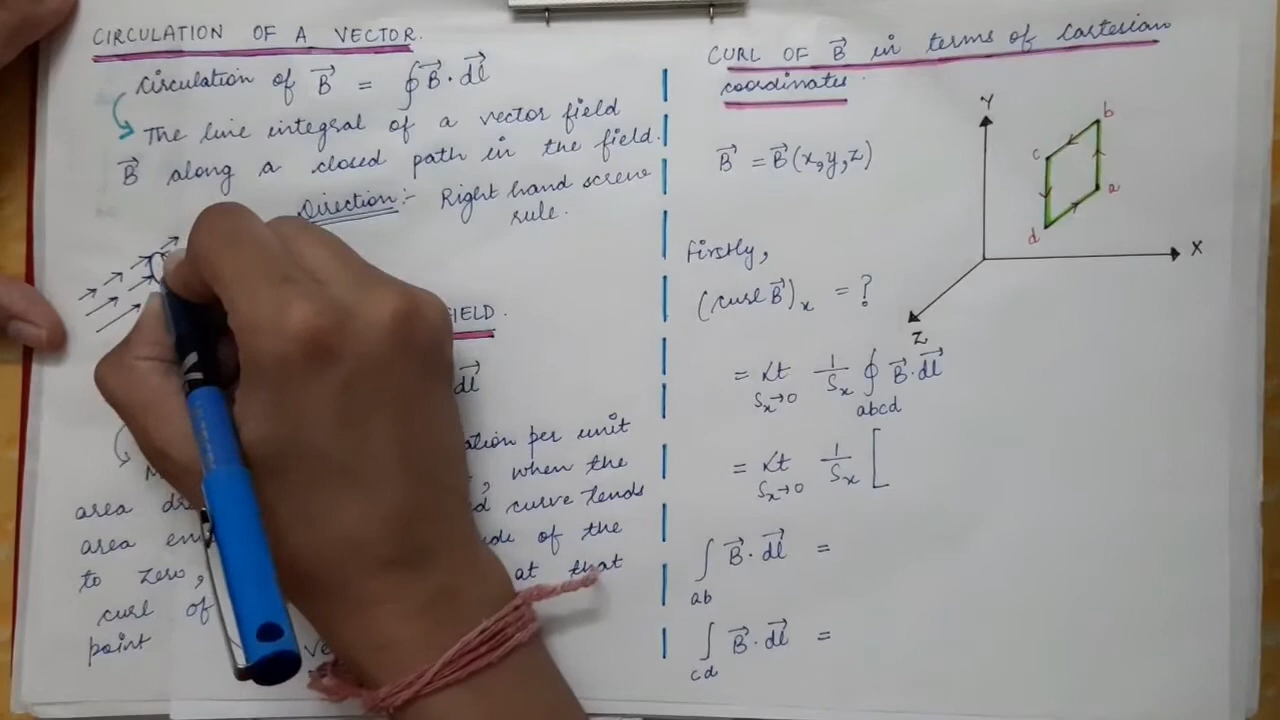 CIRCULATION OF A VECTOR.
Circulation of B⃗ = ∮B⃗·dl⃗
The line integral of a vector field
B⃗ along a closed path in the field.
Direction:- Right hand screw
rule.
FIELD.
dl⃗
per unit
, when the
area
curve tends
area
of the
to zero,
at that
curl of
point
CURL OF B⃗ in terms of Cartesian
coordinates.
B⃗ = B⃗(x,y,z)
Y
b
c
a
d
X
Z
Firstly,
(curl B⃗)x = ?
= Lt 1/Sx ∮ B⃗·dl⃗
Sx→0 abcd
= Lt 1/Sx [
Sx→0
∫ B⃗·dl⃗ =
ab
∫ B⃗·dl⃗ =
cd